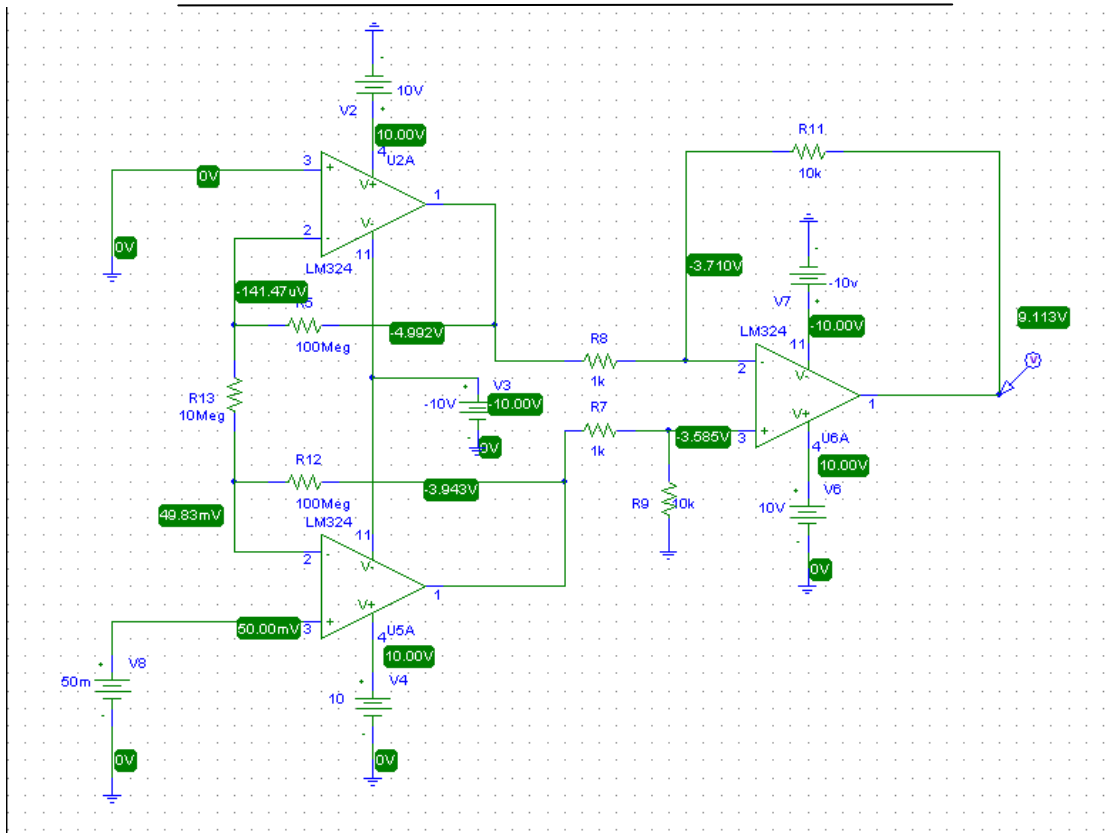 10V
V2
10.00V
4
U2A
R11
10k
3
+
0V
V+
1
V-
2
-
11
0V
LM324
-3.710V
-10v
V7
-141.47uV
R5
-4.992V
100Meg
9.113V
LM324
-10.00V
11
R8
1k
2
-
V-
V
R13
10Meg
V3
-10V
-10.00V
0V
R7
1k
-3.585V
3
+
V+
1
U6A
4
10.00V
R12
100Meg
-3.943V
R9
10k
V6
10V
49.83mV
LM324
11
2
-
V-
1
0V
V+
50.00mV
3
+
4
U5A
10.00V
V8
50m
V4
10
0V
0V